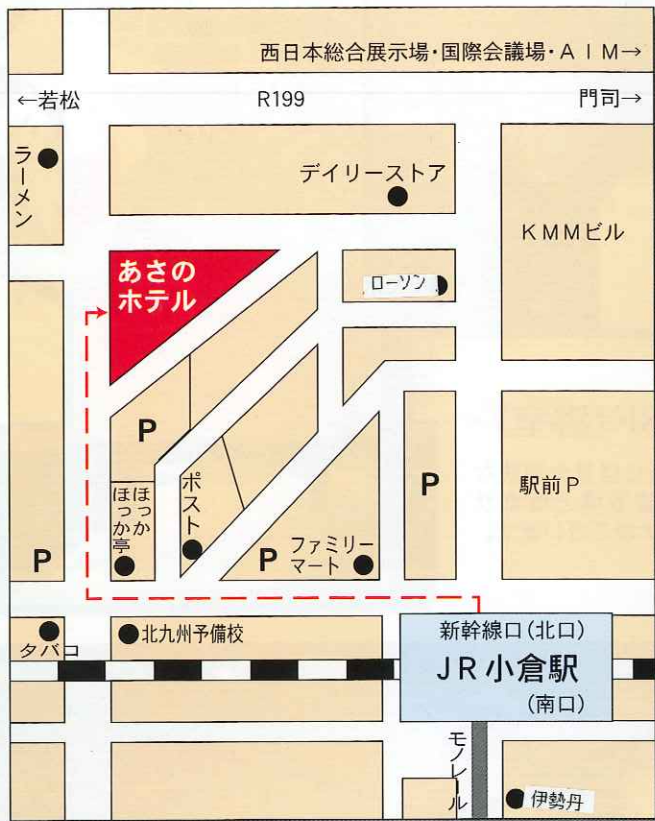 西日本総合展示場・国際会議場・AIM→
←若松
R199
門司→
ラーメン
デイリーストア
KMMビル
あさの
ホテル
ローソン
P
ほっか
ほっか亭
ポスト
P
駅前P
P
P
ファミリー
マート
タバコ
北九州予備校
新幹線口(北口)
JR小倉駅
(南口)
モノレール
伊勢丹